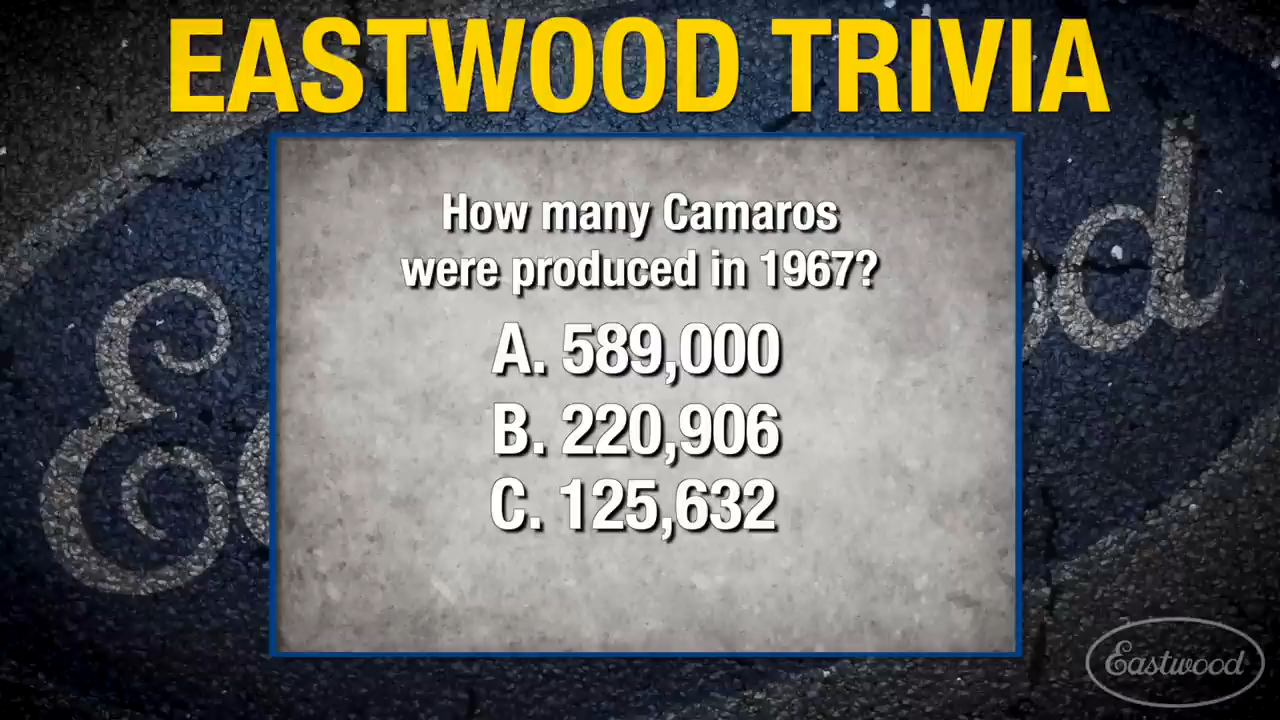 EASTWOOD TRIVIA
How many Camaros
were produced in 1967?
A. 589,000
B. 220,906
C. 125,632
Eastwood